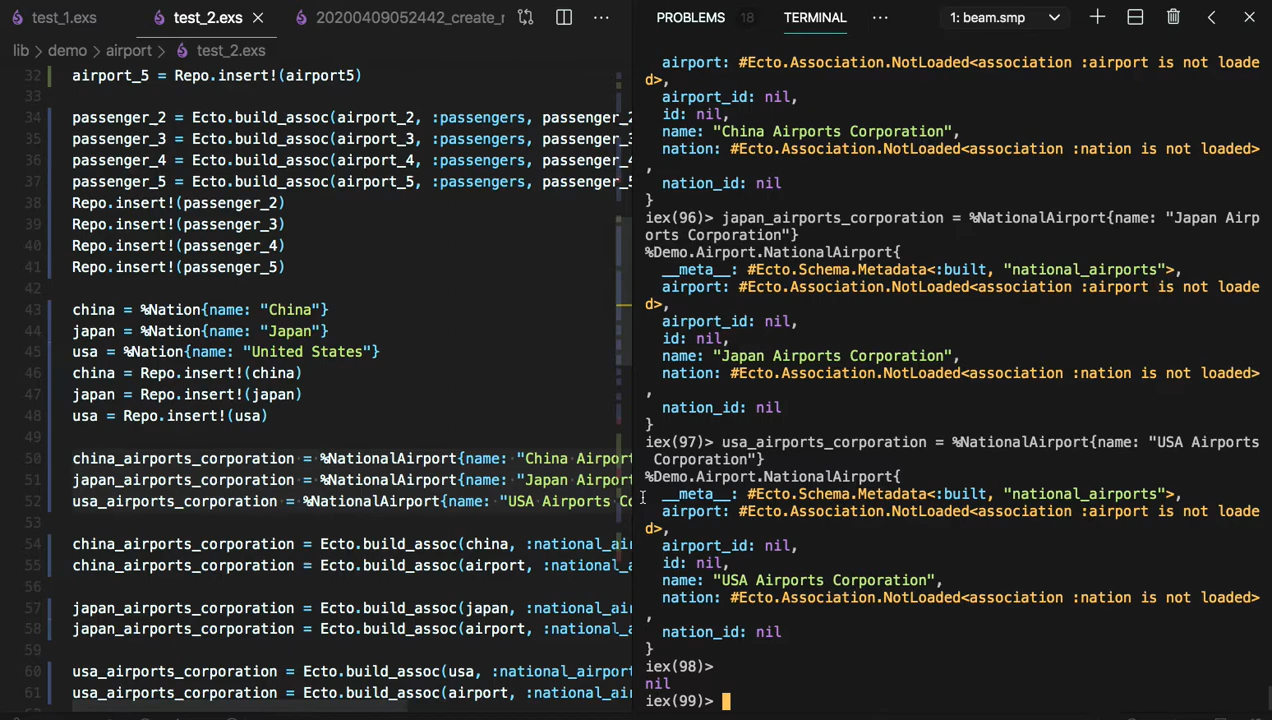 test_1.exs
test_2.exs
20200409052442_create_r
lib > demo > airport > test_2.exs
32 airport_5 = Repo.insert!(airport5)
33
34 passenger_2 = Ecto.build_assoc(airport_2, :passengers, passenger_2
35 passenger_3 = Ecto.build_assoc(airport_3, :passengers, passenger_3
36 passenger_4 = Ecto.build_assoc(airport_4, :passengers, passenger_4
37 passenger_5 = Ecto.build_assoc(airport_5, :passengers, passenger_5
38 Repo.insert!(passenger_2)
39 Repo.insert!(passenger_3)
40 Repo.insert!(passenger_4)
41 Repo.insert!(passenger_5)
42
43 china = %Nation{name: "China"}
44 japan = %Nation{name: "Japan"}
45 usa = %Nation{name: "United States"}
46 china = Repo.insert!(china)
47 japan = Repo.insert!(japan)
48 usa = Repo.insert!(usa)
49
50 china_airports_corporation = %NationalAirport{name: "China Airport
51 japan_airports_corporation = %NationalAirport{name: "Japan Airport
52 usa_airports_corporation = %NationalAirport{name: "USA Airports Co
53
54 china_airports_corporation = Ecto.build_assoc(china, :national_air
55 china_airports_corporation = Ecto.build_assoc(airport, :national_
56
57 japan_airports_corporation = Ecto.build_assoc(japan, :national_air
58 japan_airports_corporation = Ecto.build_assoc(airport, :national_
59
60 usa_airports_corporation = Ecto.build_assoc(usa, :national_airport
61 usa_airports_corporation = Ecto.build_assoc(airport, :national_air
PROBLEMS 18 TERMINAL
1: beam.smp
airport: #Ecto.Association.NotLoaded<association :airport is not loade
d>,
airport_id: nil,
id: nil,
name: "China Airports Corporation",
nation: #Ecto.Association.NotLoaded<association :nation is not loaded>
,
nation_id: nil
}
iex(96)> japan_airports_corporation = %NationalAirport{name: "Japan Airp
orts Corporation"}
%Demo.Airport.NationalAirport{
__meta__: #Ecto.Schema.Metadata<:built, "national_airports">,
airport: #Ecto.Association.NotLoaded<association :airport is not loade
d>,
airport_id: nil,
id: nil,
name: "Japan Airports Corporation",
nation: #Ecto.Association.NotLoaded<association :nation is not loaded>
,
nation_id: nil
}
iex(97)> usa_airports_corporation = %NationalAirport{name: "USA Airports
Corporation"}
%Demo.Airport.NationalAirport{
__meta__: #Ecto.Schema.Metadata<:built, "national_airports">,
airport: #Ecto.Association.NotLoaded<association :airport is not loade
d>,
airport_id: nil,
id: nil,
name: "USA Airports Corporation",
nation: #Ecto.Association.NotLoaded<association :nation is not loaded>
,
nation_id: nil
}
iex(98)>
nil
iex(99)>